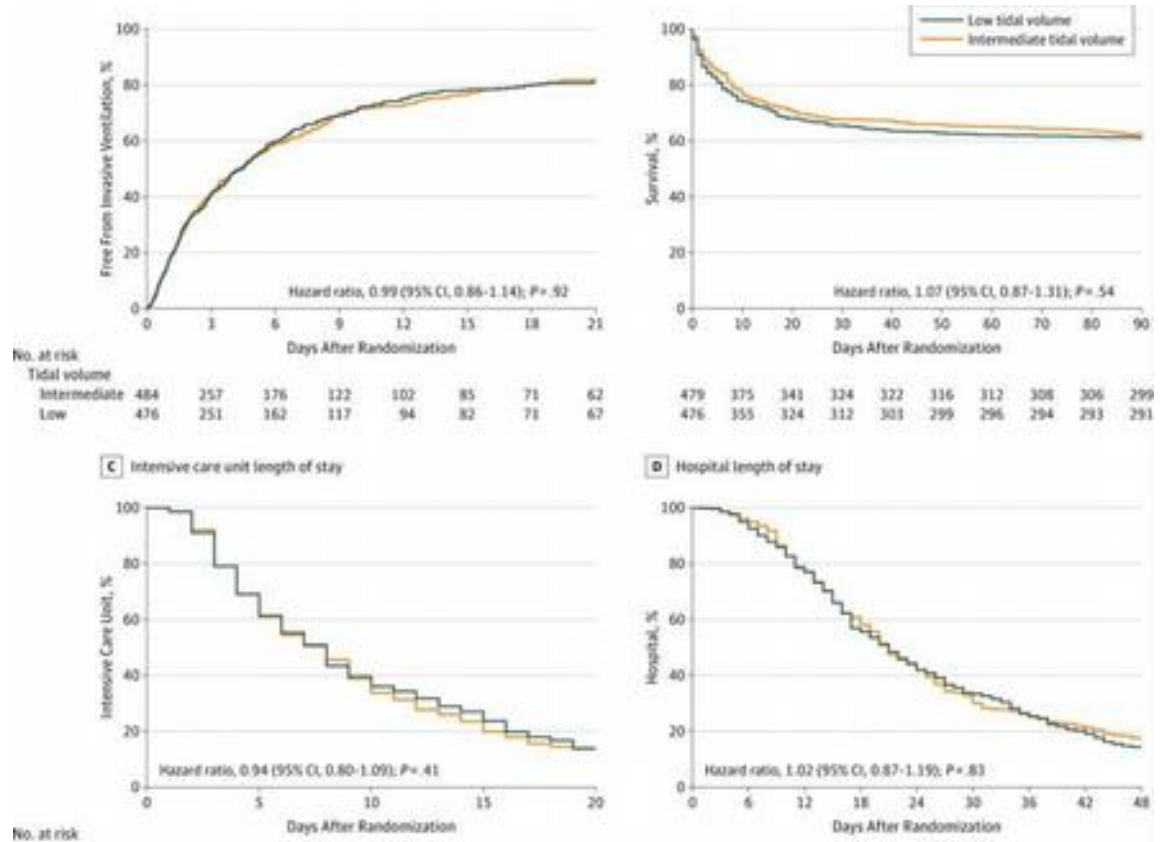 Low tidal volume
Intermediate tidal volume
Free From Invasive Ventilation, %
100
80
60
40
20
0
Hazard ratio, 0.99 (95% CI, 0.86-1.14); P=.92
0 3 6 9 12 15 18 21
Days After Randomization
Survival, %
100
80
60
40
20
0
Hazard ratio, 1.07 (95% CI, 0.87-1.31); P=.54
0 10 20 30 40 50 60 70 80 90
Days After Randomization
No. at risk
Tidal volume
Intermediate 484 257 176 122 102 85 71 62
Low 476 251 162 117 94 82 71 67
479 375 341 324 322 316 312 308 306 299
476 355 324 312 303 299 296 294 293 291
C Intensive care unit length of stay
Intensive Care Unit, %
100
80
60
40
20
0
Hazard ratio, 0.94 (95% CI, 0.80-1.09); P=.41
0 5 10 15 20
Days After Randomization
No. at risk
D Hospital length of stay
Hospital, %
100
80
60
40
20
0
Hazard ratio, 1.02 (95% CI, 0.87-1.19); P=.83
0 6 12 18 24 30 36 42 48
Days After Randomization